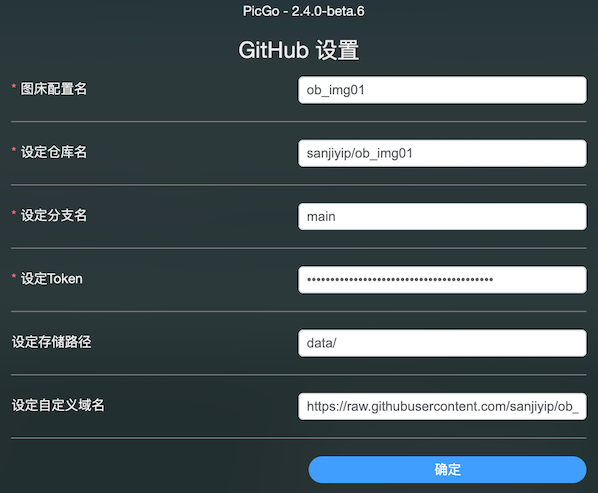 PicGo - 2.4.0-beta.6
GitHub 设置
* 图床配置名 ob_img01
* 设定仓库名 sanjiyip/ob_img01
* 设定分支名 main
* 设定Token ••••••••••••••••••••••••••••••••••••••••
设定存储路径 data/
设定自定义域名 https://raw.githubusercontent.com/sanjiyip/ob_
确定